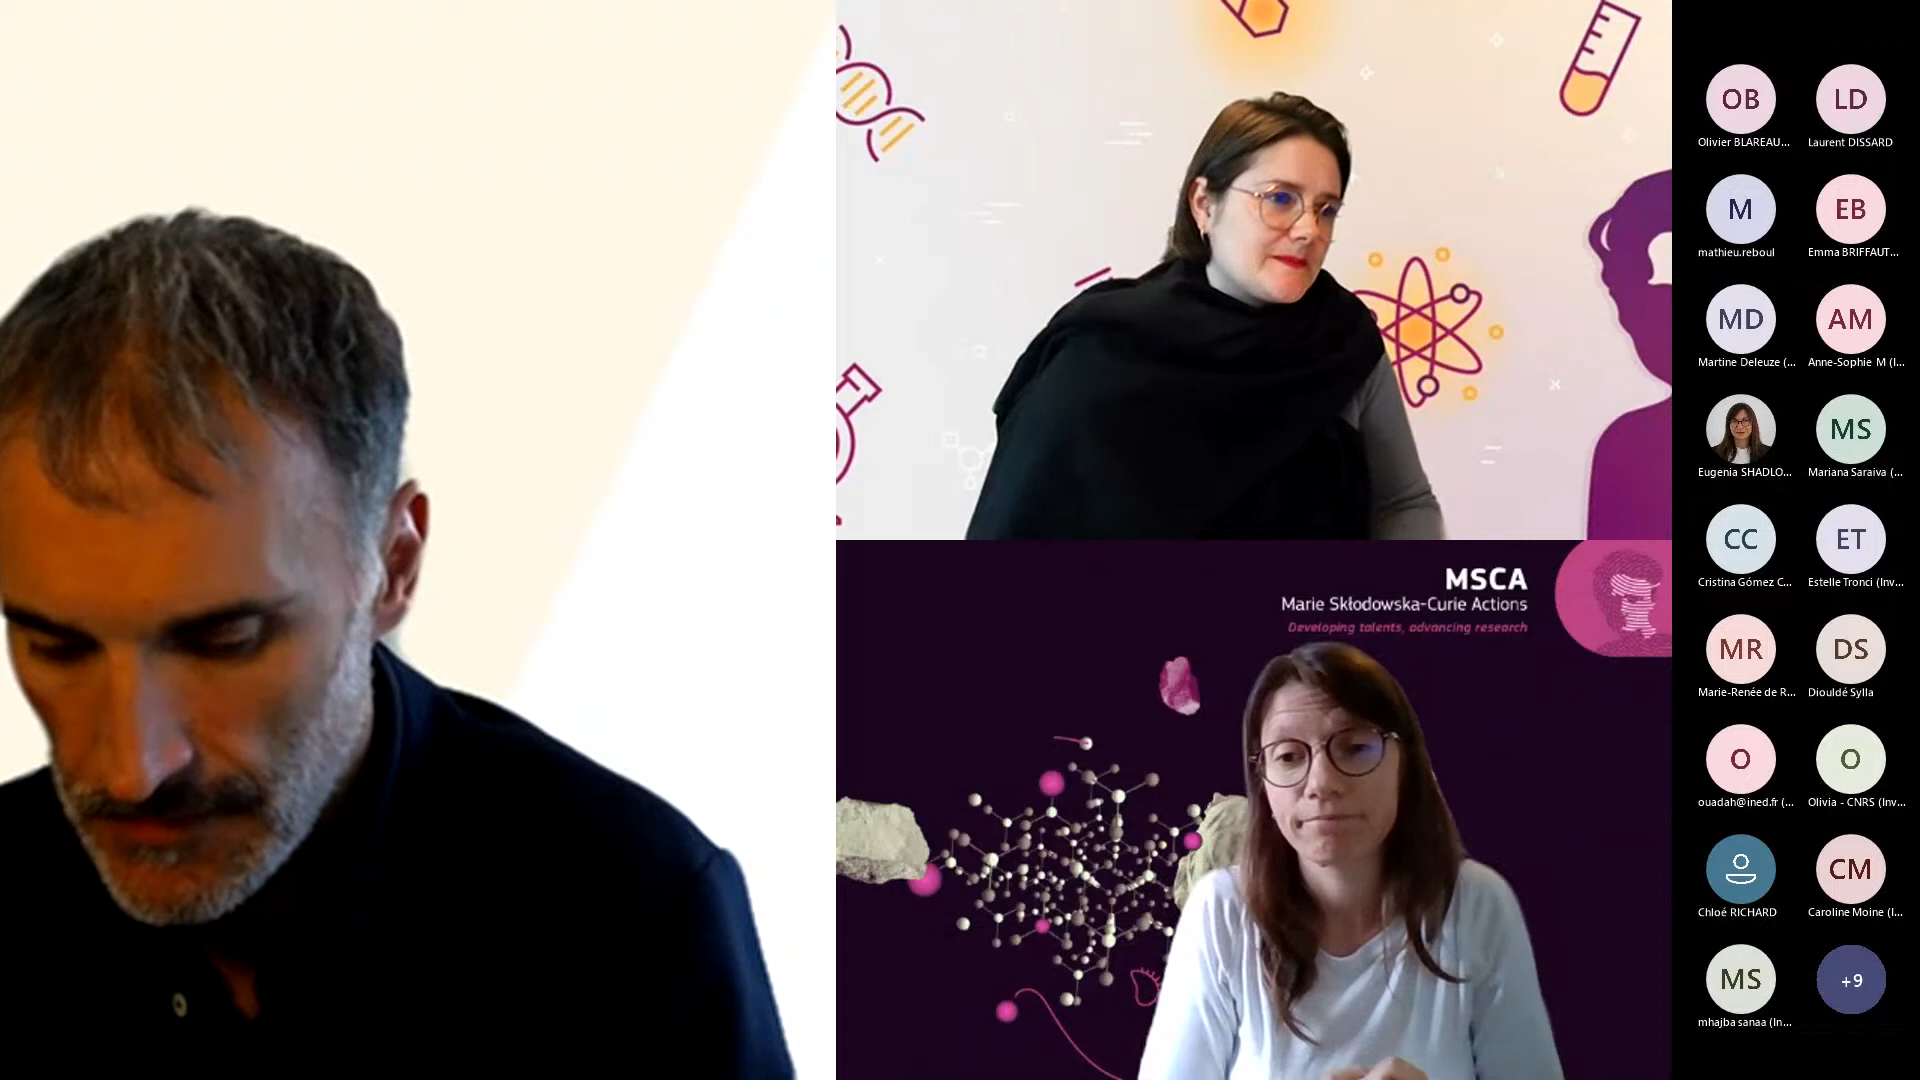 MSCA
Marie Skłodowska-Curie Actions
Developing talents, advancing research
OB
LD
Olivier BLAREAU...
Laurent DISSARD
M
EB
mathieu.reboul
Emma BRIFFAUT...
MD
AM
Martine Deleuze (...
Anne-Sophie M (I...
MS
Eugenia SHADLO...
Mariana Saraiva (...
CC
ET
Cristina Gómez C...
Estelle Tronci (Inv...
MR
DS
Marie-Renée de R...
Diouldé Sylla
O
O
ouadah@ined.fr (...
Olivia - CNRS (Inv...
CM
Chloé RICHARD
Caroline Moine (I...
MS
+9
mhajba sanaa (In...